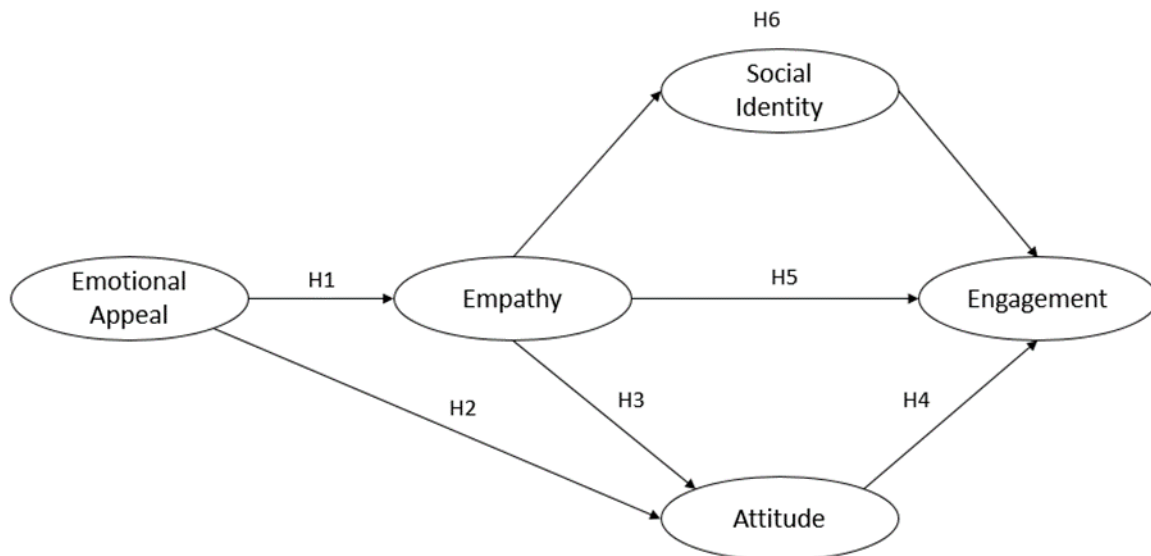 H6
Social
Identity
Emotional
Appeal
H1
Empathy
H5
Engagement
H2
H3
H4
Attitude